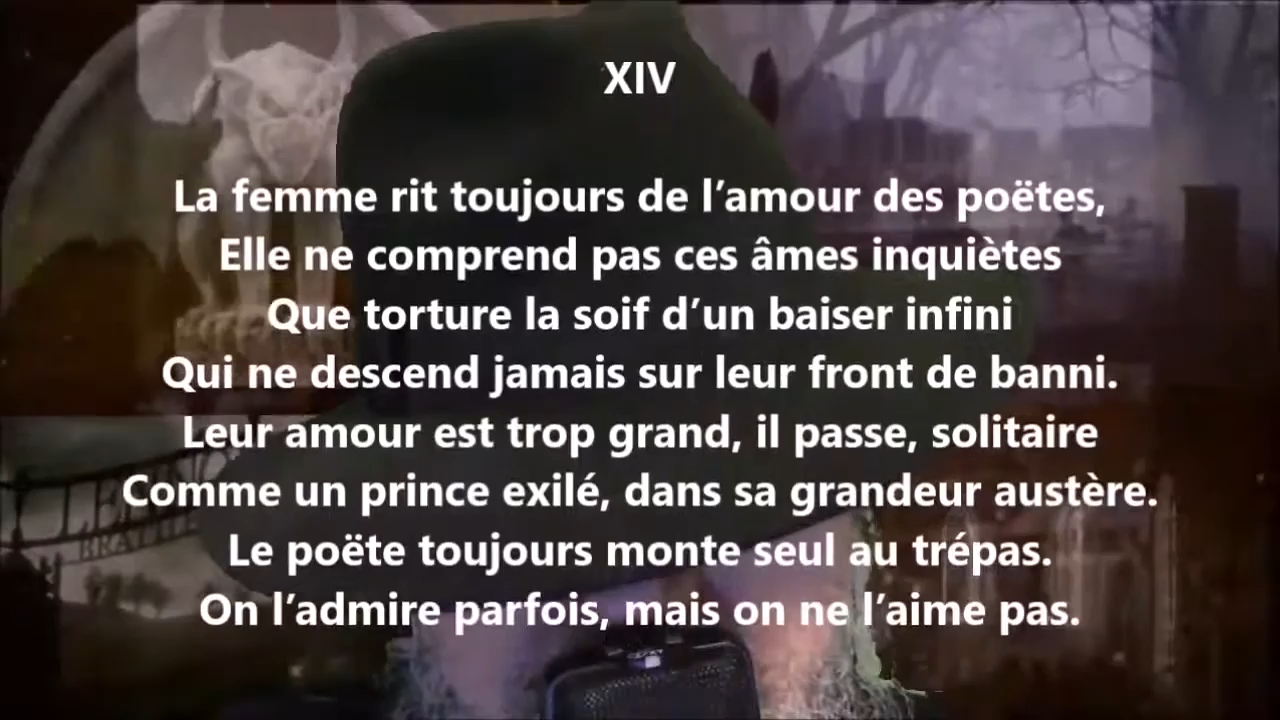 XIV
La femme rit toujours de l’amour des poëtes,
Elle ne comprend pas ces âmes inquiètes
Que torture la soif d’un baiser infini
Qui ne descend jamais sur leur front de banni.
Leur amour est trop grand, il passe, solitaire
Comme un prince exilé, dans sa grandeur austère.
Le poëte toujours monte seul au trépas.
On l’admire parfois, mais on ne l’aime pas.